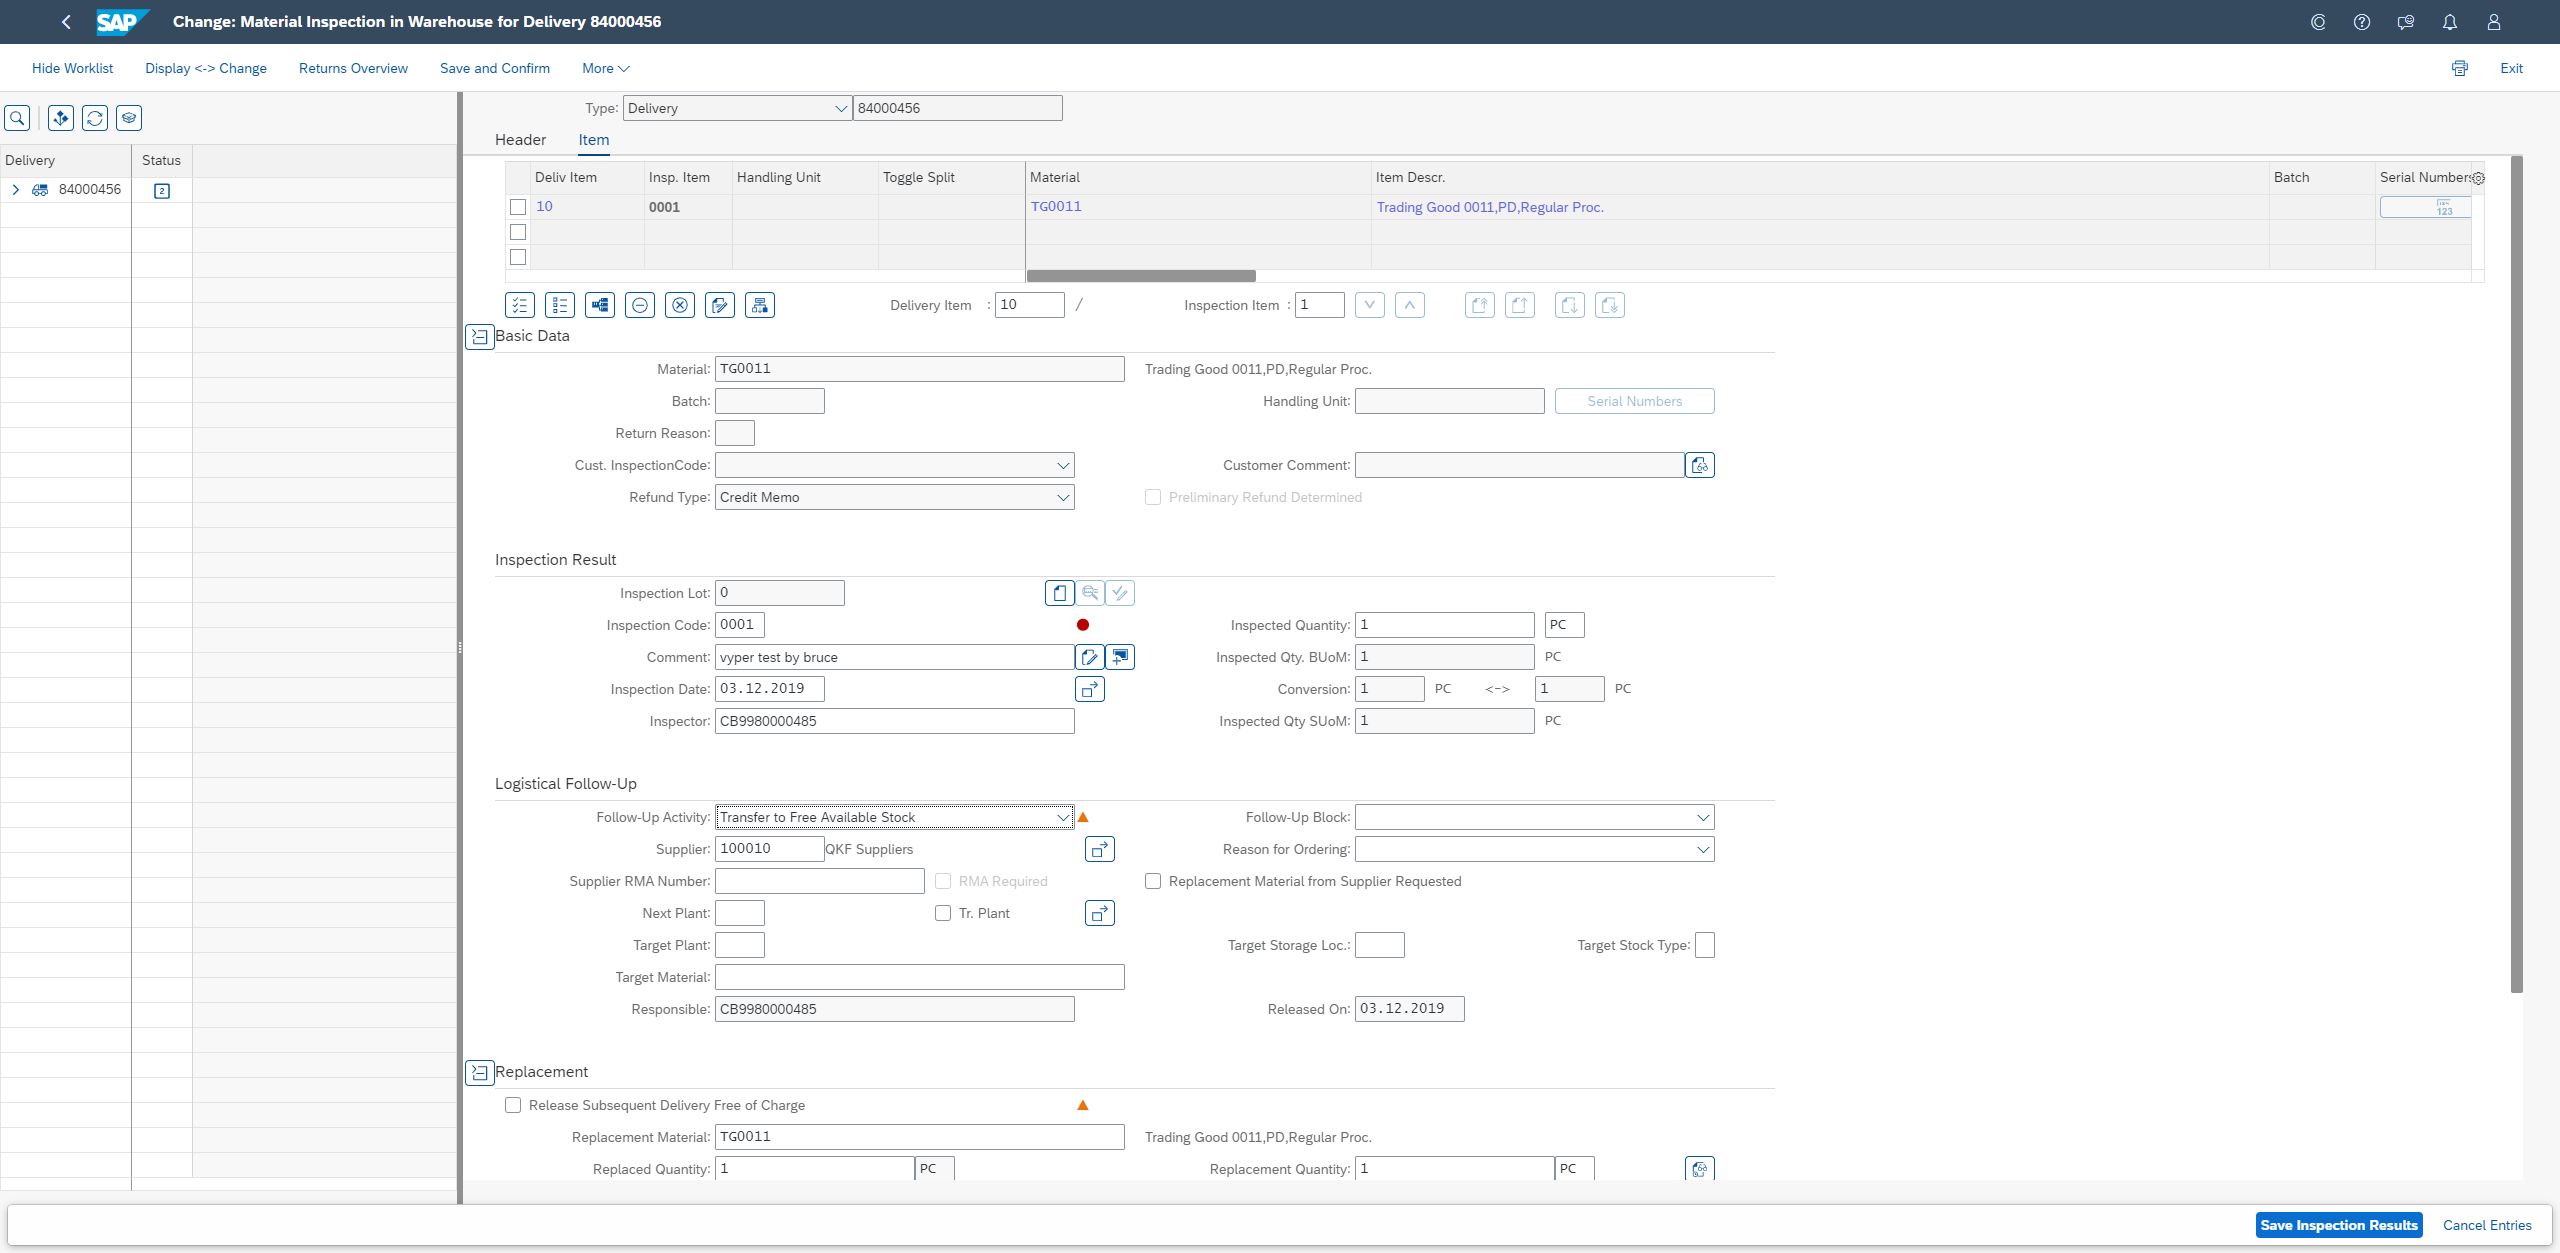 SAP Change: Material Inspection in Warehouse for Delivery 84000456
Hide Worklist Display <-> Change Returns Overview Save and Confirm More Exit
Type: Delivery 84000456
Header Item
Delivery Status
84000456 2
Deliv Item Insp. Item Handling Unit Toggle Split Material Item Descr. Batch Serial Numbers
10 0001 TG0011 Trading Good 0011,PD,Regular Proc. 123
Delivery Item : 10 / Inspection Item : 1
Basic Data
Material: TG0011 Trading Good 0011,PD,Regular Proc.
Batch: Handling Unit: Serial Numbers
Return Reason:
Cust. InspectionCode: Customer Comment:
Refund Type: Credit Memo Preliminary Refund Determined
Inspection Result
Inspection Lot: 0
Inspection Code: 0001 Inspected Quantity: 1 PC
Comment: vyper test by bruce Inspected Qty. BUoM: 1 PC
Inspection Date: 03.12.2019 Conversion: 1 PC <-> 1 PC
Inspector: CB9980000485 Inspected Qty SUoM: 1 PC
Logistical Follow-Up
Follow-Up Activity: Transfer to Free Available Stock Follow-Up Block:
Supplier: 100010 QKF Suppliers Reason for Ordering:
Supplier RMA Number: RMA Required Replacement Material from Supplier Requested
Next Plant: Tr. Plant
Target Plant: Target Storage Loc.: Target Stock Type:
Target Material:
Responsible: CB9980000485 Released On: 03.12.2019
Replacement
Release Subsequent Delivery Free of Charge
Replacement Material: TG0011 Trading Good 0011,PD,Regular Proc.
Replaced Quantity: 1 PC Replacement Quantity: 1 PC
Save Inspection Results Cancel Entries